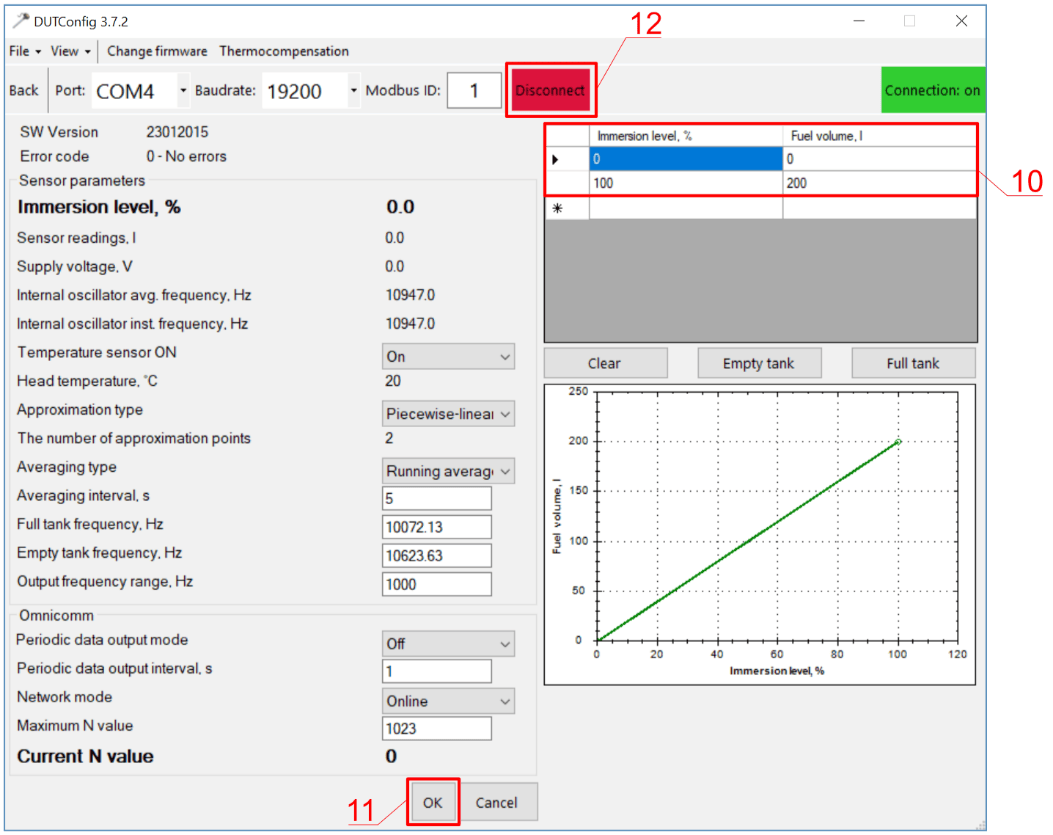 DUTConfig 3.7.2
12
File View Change firmware Thermocompensation
Back Port: COM4 Baudrate: 19200 Modbus ID: 1 Disconnect Connection: on
SW Version 23012015
Error code 0 - No errors
Sensor parameters
Immersion level, % 0.0
Sensor readings, l 0.0
Supply voltage, V 0.0
Internal oscillator avg. frequency, Hz 10947.0
Internal oscillator inst. frequency, Hz 10947.0
Temperature sensor ON On
Head temperature, °C 20
Approximation type Piecewise-linear
The number of approximation points 2
Averaging type Running average
Averaging interval, s 5
Full tank frequency, Hz 10072.13
Empty tank frequency, Hz 10623.63
Output frequency range, Hz 1000
Omnicomm
Periodic data output mode Off
Periodic data output interval, s 1
Network mode Online
Maximum N value 1023
Current N value 0
11
OK Cancel
Immersion level, % Fuel volume, l
0 0
100 200
10
Clear Empty tank Full tank
250
200
150
100
50
0
Fuel volume, l
0 20 40 60 80 100 120
Immersion level, %